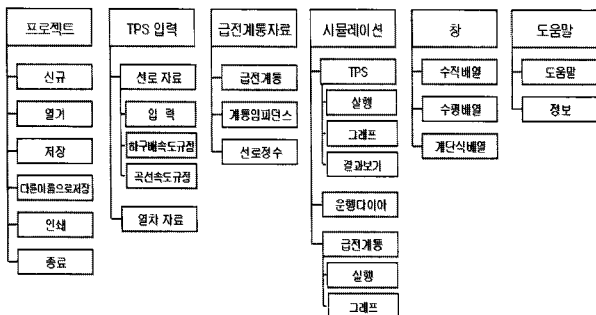 프로젝트
신규
열기
저장
다른이름으로저장
인쇄
종료
TPS 입력
선로 자료
입 력
하구배속도규정
곡선속도규정
열차 자료
급전계통자료
급전계통
계통임피던스
선로정수
시뮬레이션
TPS
실행
그래프
결과보기
운행다이아
급전계통
실행
그래프
창
수직배열
수평배열
계단식배열
도움말
도움말
정보